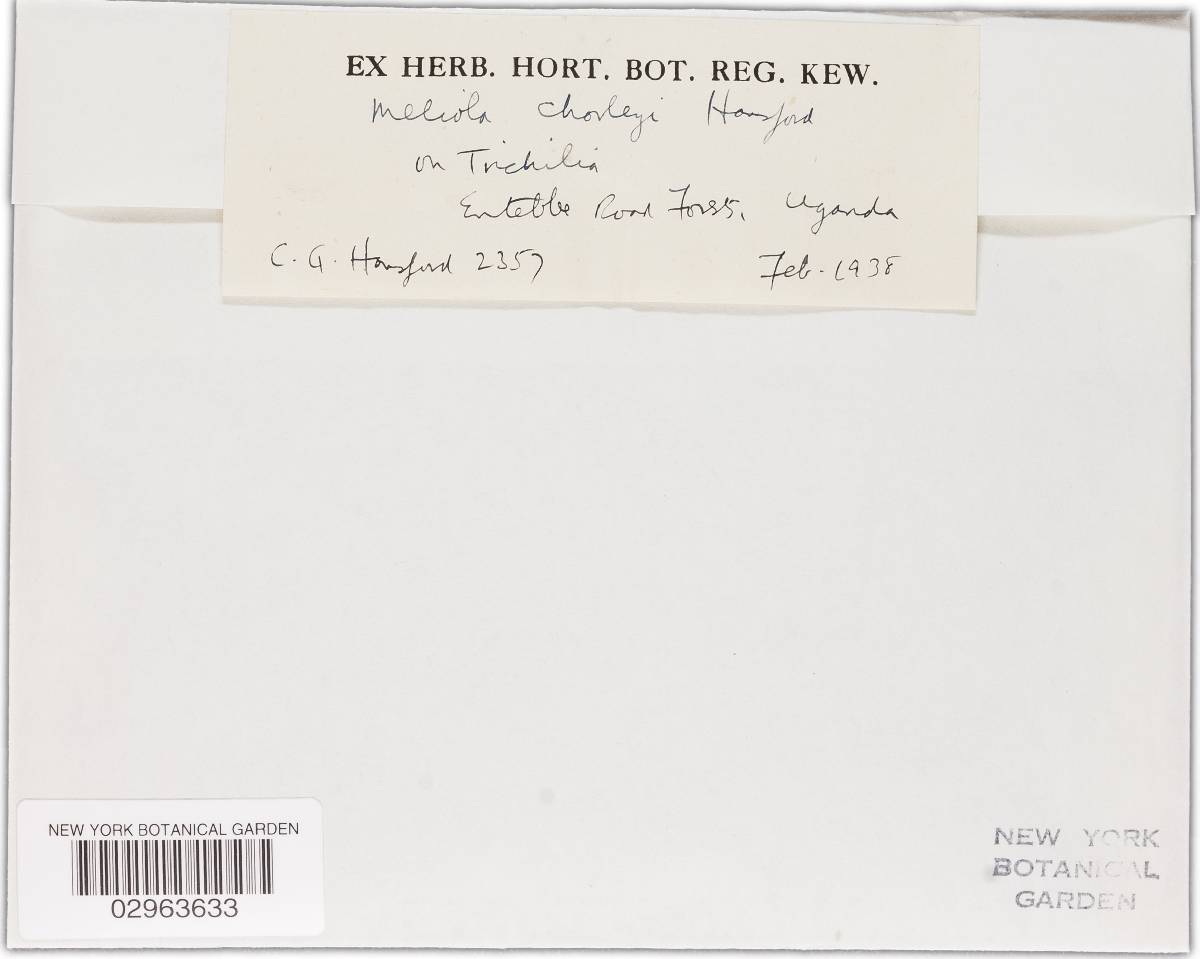 EX HERB. HORT. BOT. REG. KEW.
Meliola chorleyi Hansford
on Trichilia
Entebbe Road Forest, Uganda
C. G. Hansford 2357 Feb. 1938
NEW YORK BOTANICAL GARDEN
02963633
NEW YORK
BOTANICAL
GARDEN